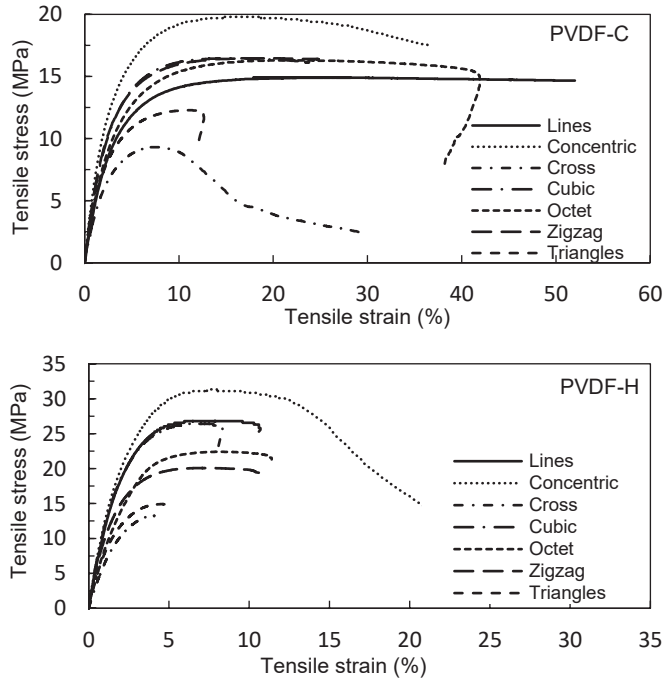 20
15
10
5
0
Tensile stress (MPa)
PVDF-C
Lines
Concentric
Cross
Cubic
Octet
Zigzag
Triangles
0 10 20 30 40 50 60
Tensile strain (%)
35
30
25
20
15
10
5
0
Tensile stress (MPa)
PVDF-H
Lines
Concentric
Cross
Cubic
Octet
Zigzag
Triangles
0 5 10 15 20 25 30 35
Tensile strain (%)